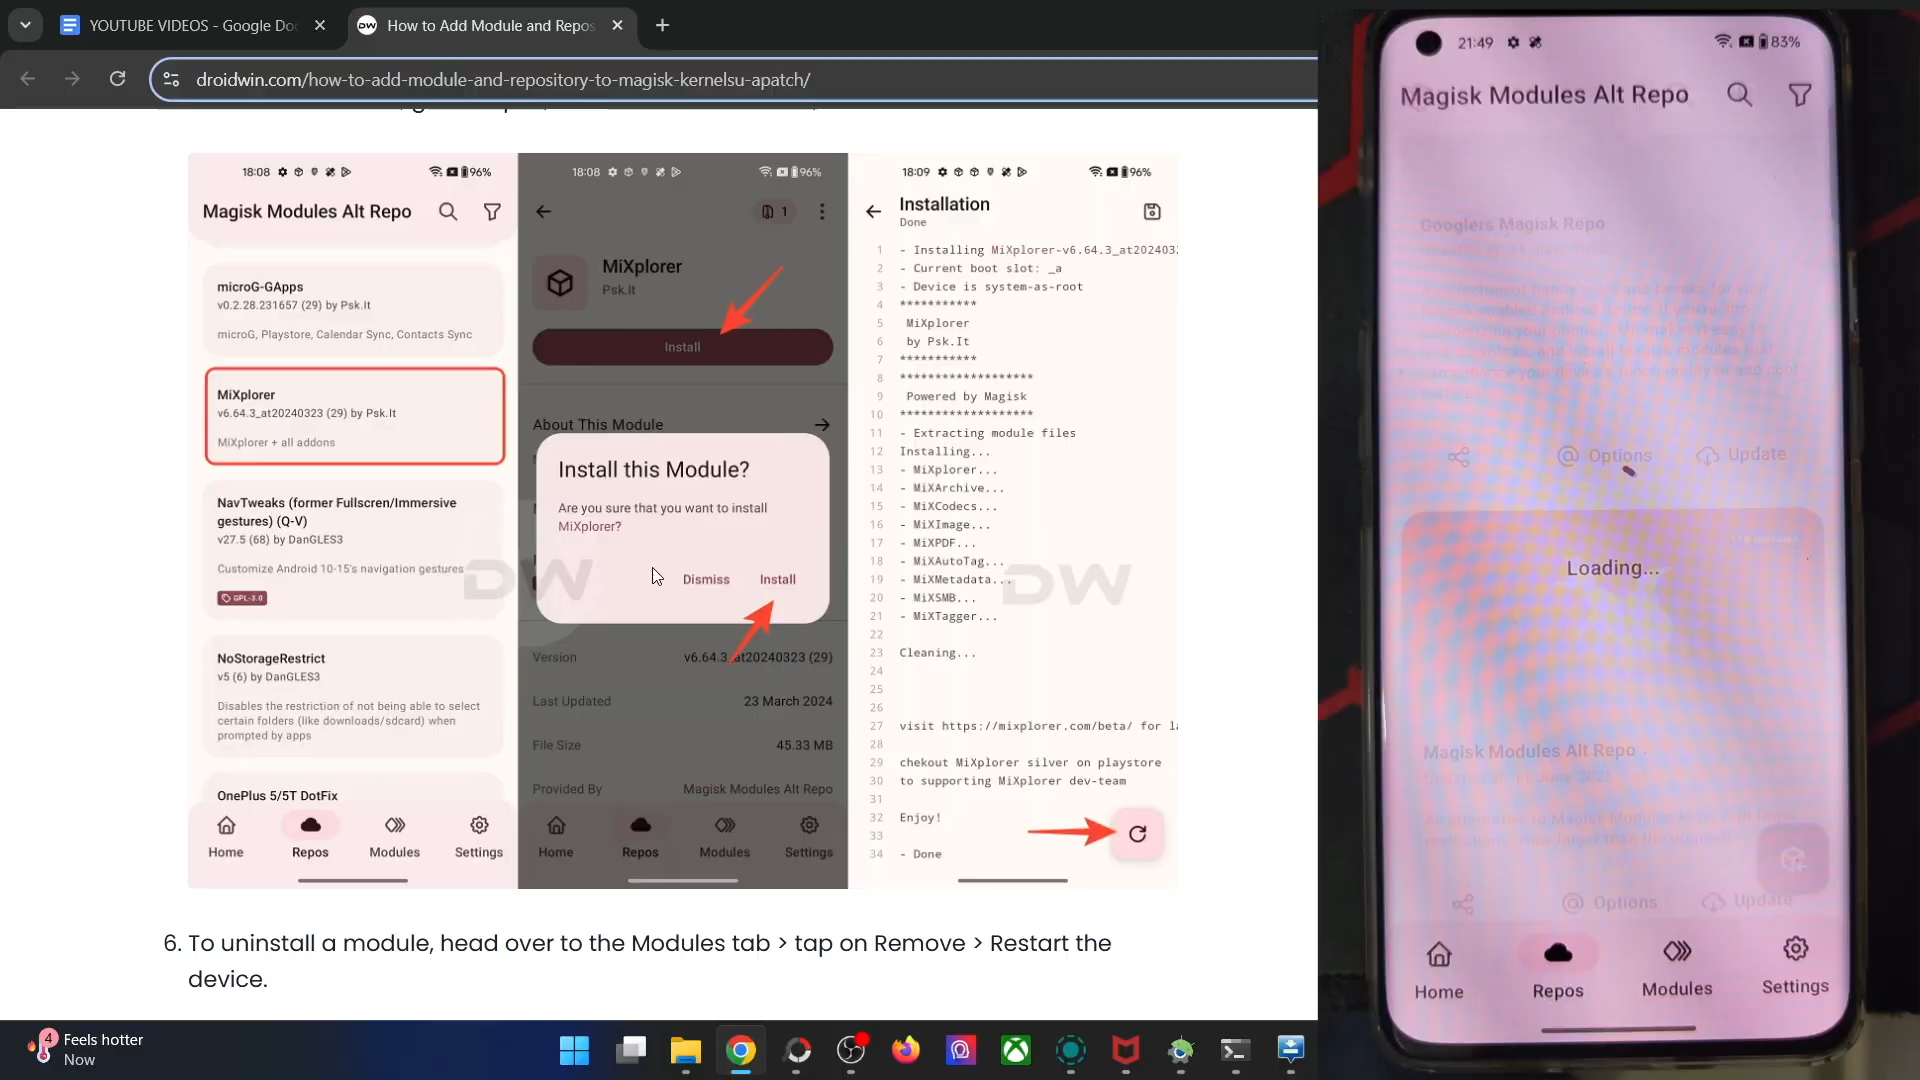 YOUTUBE VIDEOS - Google Do
How to Add Module and Repos
droidwin.com/how-to-add-module-and-repository-to-magisk-kernelsu-apatch/
18:08
96%
Magisk Modules Alt Repo
microG-GApps
v0.2.28.231657 (29) by Psk.It
microG, Playstore, Calendar Sync, Contacts Sync
MiXplorer
v6.64.3_at20240323 (29) by Psk.It
MiXplorer + all addons
NavTweaks (former Fullscren/Immersive
gestures) (Q-V)
v27.5 (68) by DanGLES3
Customize Android 10-15's navigation gestures
GPL-3.0
NoStorageRestrict
v5 (6) by DanGLES3
Disables the restriction of not being able to select
certain folders (like downloads/sdcard) when
prompted by apps
OnePlus 5/5T DotFix
Home Repos Modules Settings
18:08
96%
1
MiXplorer
Psk.It
Install
About This Module
Install this Module?
Are you sure that you want to install
MiXplorer?
Dismiss Install
DW
Version v6.64.3_at20240323 (29)
Last Updated 23 March 2024
File Size 45.33 MB
Provided By Magisk Modules Alt Repo
Home Repos Modules Settings
18:09
96%
Installation
Done
1 - Installing MiXplorer-v6.64.3_at2024032
2 - Current boot slot: _a
3 - Device is system-as-root
4 ***********
5 MiXplorer
6 by Psk.It
7 ***********
8 *******************
9 Powered by Magisk
10 *******************
11 - Extracting module files
12 Installing...
13 - MiXplorer...
14 - MiXArchive...
15 - MiXCodecs...
16 - MiXImage...
17 - MiXPDF...
18 - MiXAutoTag...
19 - MiXMetadata...
20 - MiXSMB...
21 - MiXTagger...
22
23 Cleaning...
24
25
26
27 visit https://mixplorer.com/beta/ for la
28
29 chekout MiXplorer silver on playstore
30 to supporting MiXplorer dev-team
31
32 Enjoy!
33
34 - Done
DW
6. To uninstall a module, head over to the Modules tab > tap on Remove > Restart the
device.
4
Feels hotter
Now
21:49
83%
Magisk Modules Alt Repo
Googlers Magisk Repo
Options Update
Loading...
Magisk Modules Alt Repo
Options Update
Home Repos Modules Settings